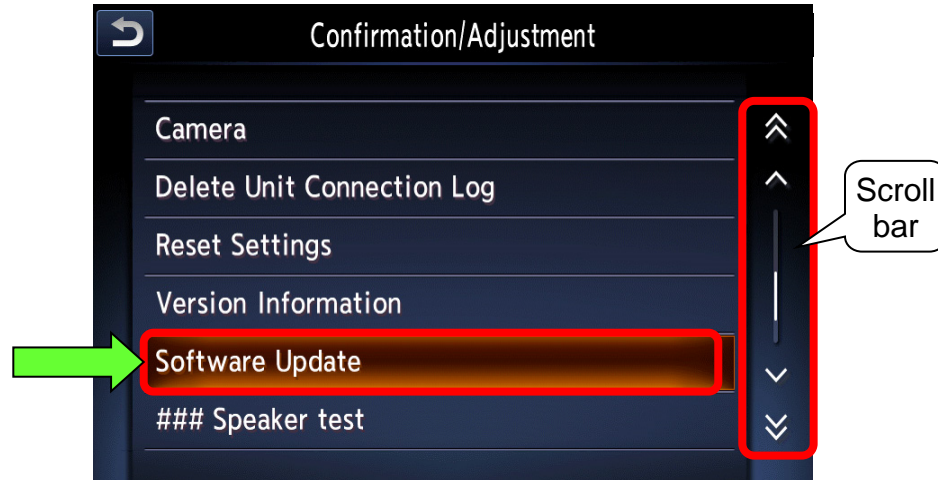 Confirmation/Adjustment
Camera
Delete Unit Connection Log
Reset Settings
Version Information
Software Update
### Speaker test
Scroll
bar